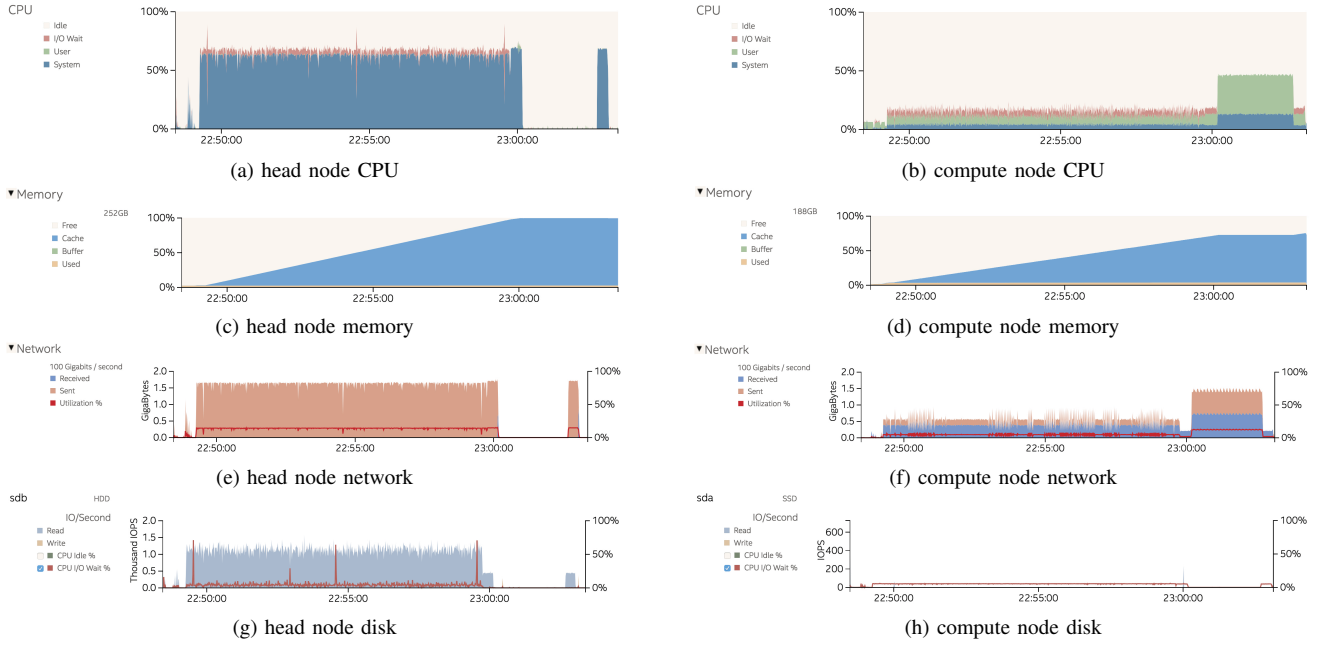 CPU
Idle
I/O Wait
User
System
100%
50%
0%
22:50:00 22:55:00 23:00:00
(a) head node CPU
CPU
Idle
I/O Wait
User
System
100%
50%
0%
22:50:00 22:55:00 23:00:00
(b) compute node CPU
▼ Memory
252GB
Free
Cache
Buffer
Used
100%
50%
0%
22:50:00 22:55:00 23:00:00
(c) head node memory
▼ Memory
188GB
Free
Cache
Buffer
Used
100%
50%
0%
22:50:00 22:55:00 23:00:00
(d) compute node memory
▼ Network
100 Gigabits / second
Received
Sent
Utilization %
GigaBytes
2.0
1.5
1.0
0.5
0.0
100%
50%
0%
22:50:00 22:55:00 23:00:00
(e) head node network
▼ Network
100 Gigabits / second
Received
Sent
Utilization %
GigaBytes
2.0
1.5
1.0
0.5
0.0
100%
50%
0%
22:50:00 22:55:00 23:00:00
(f) compute node network
sdb HDD
IO/Second
Read
Write
CPU Idle %
CPU I/O Wait %
Thousand IOPS
2.0
1.5
1.0
0.5
0.0
100%
50%
0%
22:50:00 22:55:00 23:00:00
(g) head node disk
sda SSD
IO/Second
Read
Write
CPU Idle %
CPU I/O Wait %
IOPS
600
400
200
0
100%
50%
0%
22:50:00 22:55:00 23:00:00
(h) compute node disk